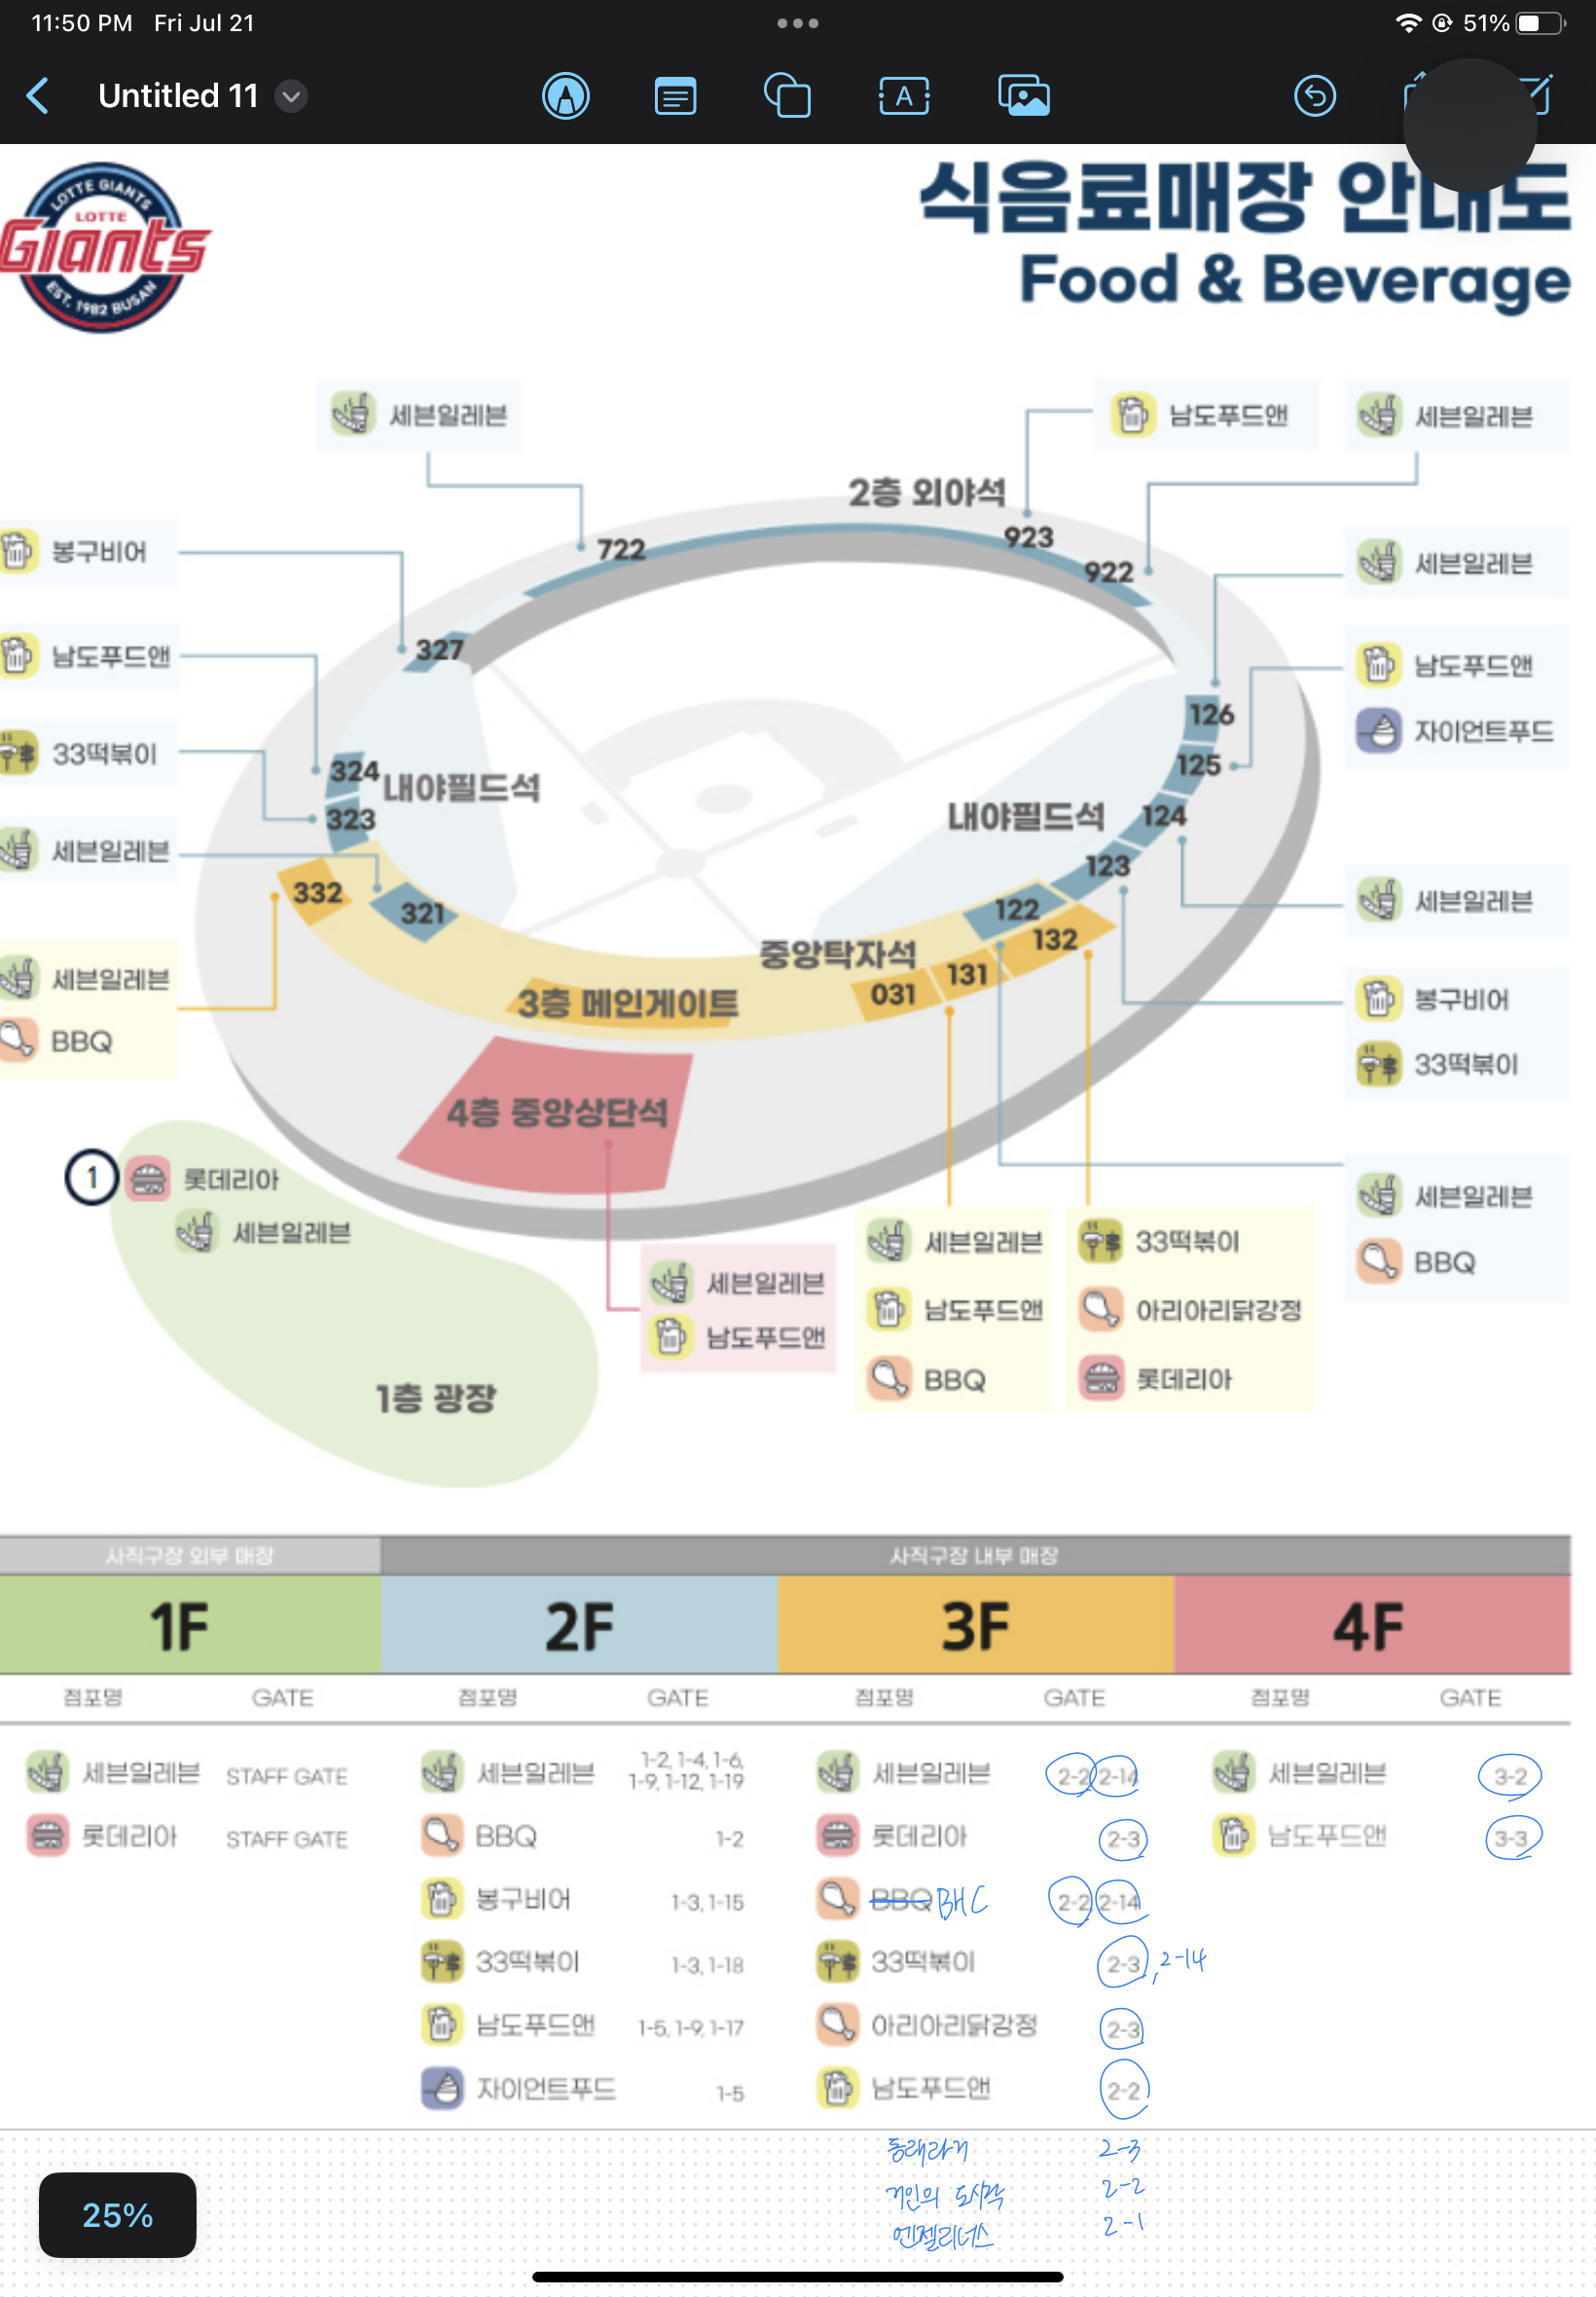 11:50 PM Fri Jul 21
51%
Untitled 11
A
LOTTE GIANTS
LOTTE
Giants
EST. 1982 BUSAN
식음료매장 안내도
Food & Beverage
세븐일레븐
남도푸드앤
세븐일레븐
2층 외야석
722
923
922
봉구비어
세븐일레븐
327
남도푸드앤
남도푸드앤
자이언트푸드
126
33떡볶이
125
324
내야필드석
내야필드석
323
124
세븐일레븐
123
332
321
122
세븐일레븐
중앙탁자석
132
세븐일레븐
131
031
3층 메인게이트
봉구비어
BBQ
33떡볶이
4층 중앙상단석
1
롯데리아
세븐일레븐
세븐일레븐
BBQ
세븐일레븐
남도푸드앤
세븐일레븐
남도푸드앤
BBQ
33떡볶이
아리아리닭강정
롯데리아
1층 광장
사직구장 외부 매장
사직구장 내부 매장
1F 2F 3F 4F
점포명 GATE 점포명 GATE 점포명 GATE 점포명 GATE
세븐일레븐 STAFF GATE
롯데리아 STAFF GATE
세븐일레븐 1-2, 1-4, 1-6,
1-9, 1-12, 1-19
BBQ 1-2
봉구비어 1-3, 1-15
33떡볶이 1-3, 1-18
남도푸드앤 1-5, 1-9, 1-17
자이언트푸드 1-5
세븐일레븐 2-2 2-14
롯데리아 2-3
BBQ BHC 2-2 2-14
33떡볶이 2-3, 2-14
아리아리닭강정 2-3
남도푸드앤 2-2
세븐일레븐 3-2
남도푸드앤 3-3
동래라거 2-3
거인의 도시락 2-2
엔젤리너스 2-1
25%